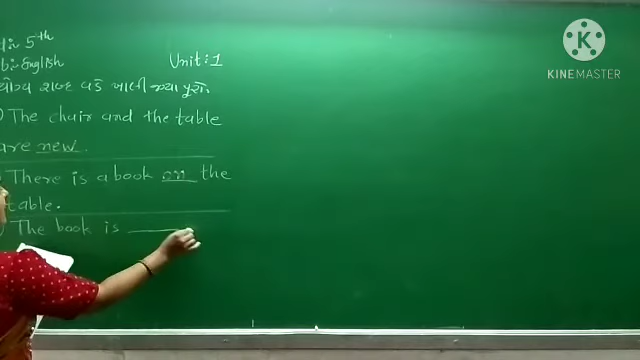 5th
English
Unit : 1
યોગ્ય શબ્દ વડે ખાલી જગ્યા પૂરો.
The chair and the table
are new.
There is a book on the
table.
The book is
KINEMASTER